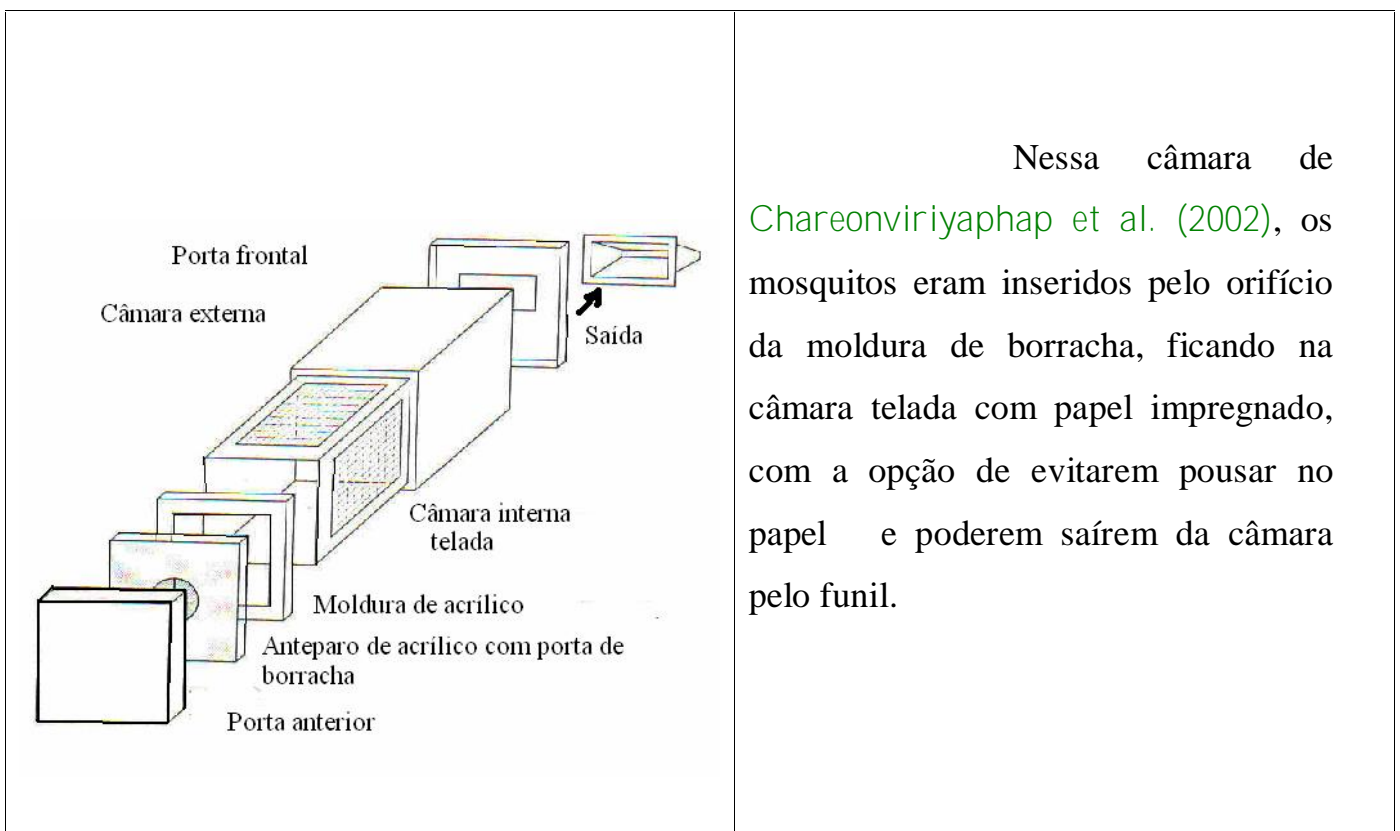 Porta frontal
Câmara externa
Saída
Câmara interna
telada
Moldura de acrílico
Anteparo de acrílico com porta de
borracha
Porta anterior
Nessa câmara de
Chareonviriyaphap et al. (2002), os
mosquitos eram inseridos pelo orifício
da moldura de borracha, ficando na
câmara telada com papel impregnado,
com a opção de evitarem pousar no
papel e poderem saírem da câmara
pelo funil.